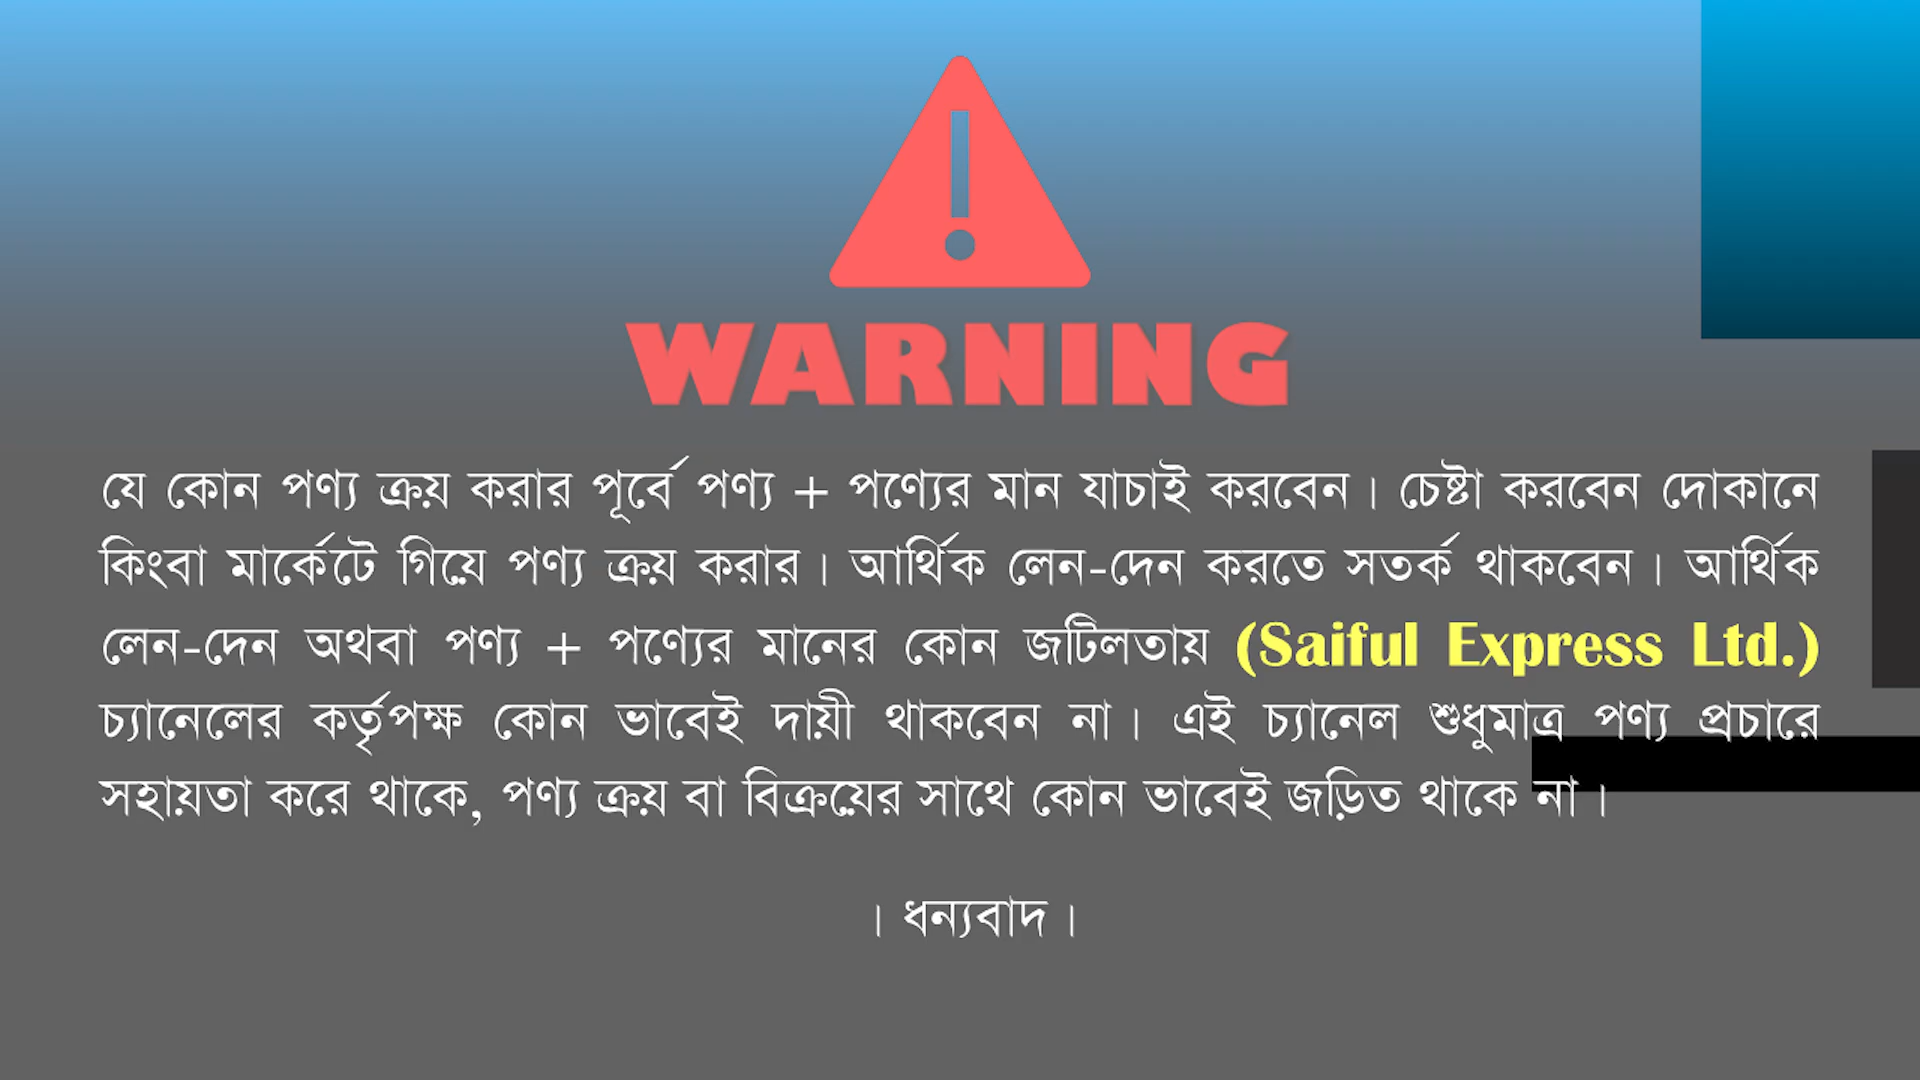 WARNING
যে কোন পণ্য ক্রয় করার পূর্বে পণ্য + পণ্যের মান যাচাই করবেন। চেষ্টা করবেন দোকানে
কিংবা মার্কেটে গিয়ে পণ্য ক্রয় করার। আর্থিক লেন-দেন করতে সতর্ক থাকবেন। আর্থিক
লেন-দেন অথবা পণ্য + পণ্যের মানের কোন জটিলতায় (Saiful Express Ltd.)
চ্যানেলের কর্তৃপক্ষ কোন ভাবেই দায়ী থাকবেন না। এই চ্যানেল শুধুমাত্র পণ্য প্রচারে
সহায়তা করে থাকে, পণ্য ক্রয় বা বিক্রয়ের সাথে কোন ভাবেই জড়িত থাকে না।
। ধন্যবাদ।